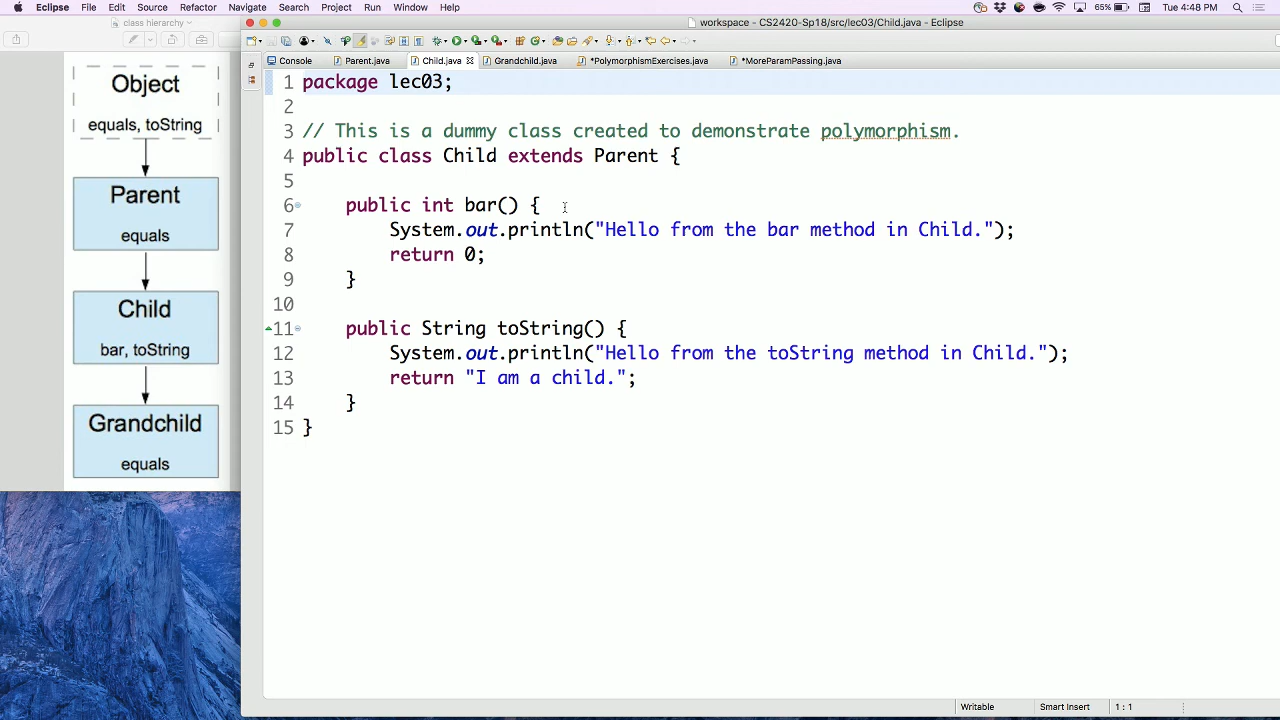 Eclipse File Edit Source Refactor Navigate Search Project Run Window Help 65% Tue 4:48 PM
class hierarchy
workspace - CS2420-Sp18/src/lec03/Child.java - Eclipse
Console Parent.java Child.java Grandchild.java *PolymorphismExercises.java *MoreParamPassing.java
Object
equals, toString
Parent
equals
Child
bar, toString
Grandchild
equals
1 package lec03;
2
3 // This is a dummy class created to demonstrate polymorphism.
4 public class Child extends Parent {
5
6 public int bar() {
7 System.out.println("Hello from the bar method in Child.");
8 return 0;
9 }
10
11 public String toString() {
12 System.out.println("Hello from the toString method in Child.");
13 return "I am a child.";
14 }
15 }
Writable Smart Insert 1 : 1